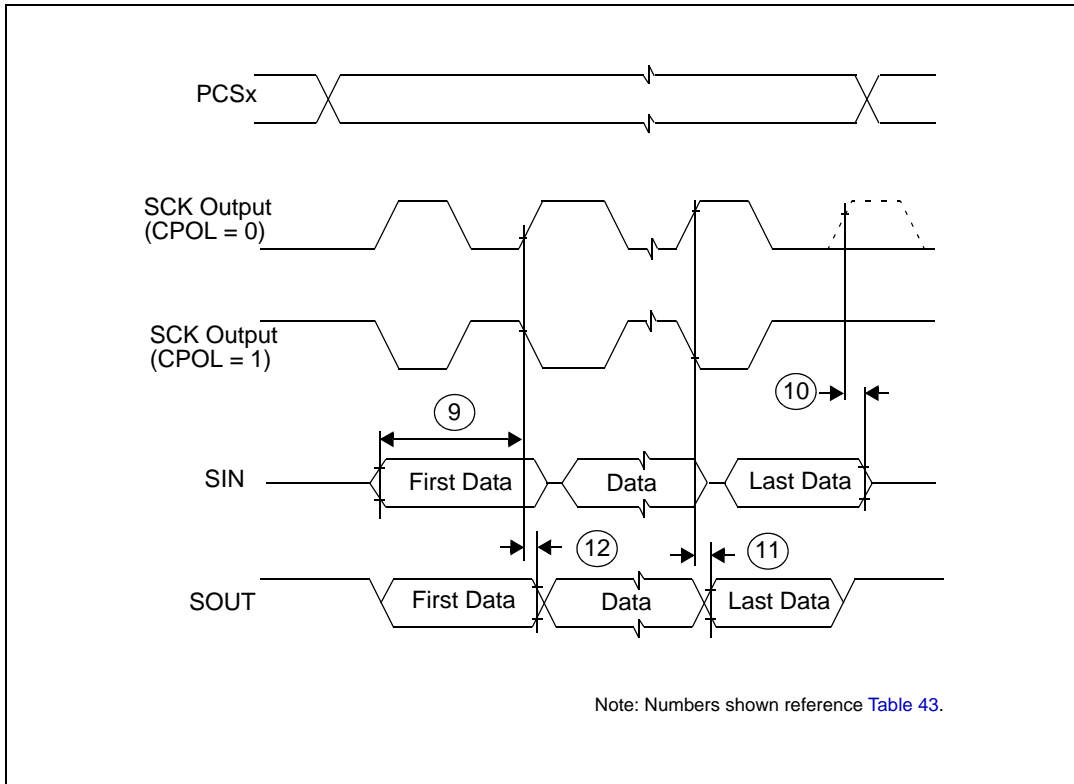 PCSx
SCK Output
(CPOL = 0)
SCK Output
(CPOL = 1)
10
9
SIN
First Data
Data
Last Data
12
11
SOUT
First Data
Data
Last Data
Note: Numbers shown reference Table 43.